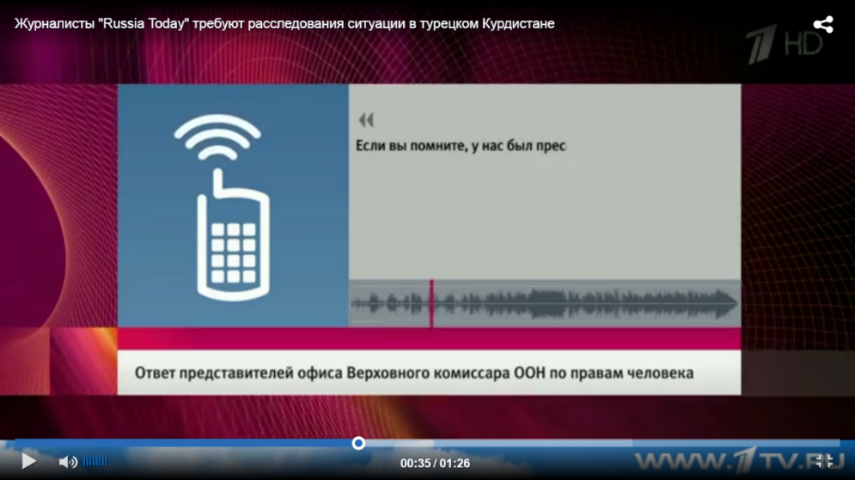 Журналисты "Russia Today" требуют расследования ситуации в турецком Курдистане
1 HD
Если вы помните, у нас был прес
Ответ представителей офиса Верховного комиссара ООН по правам человека
00:35 / 01:26
WWW.1TV.RU